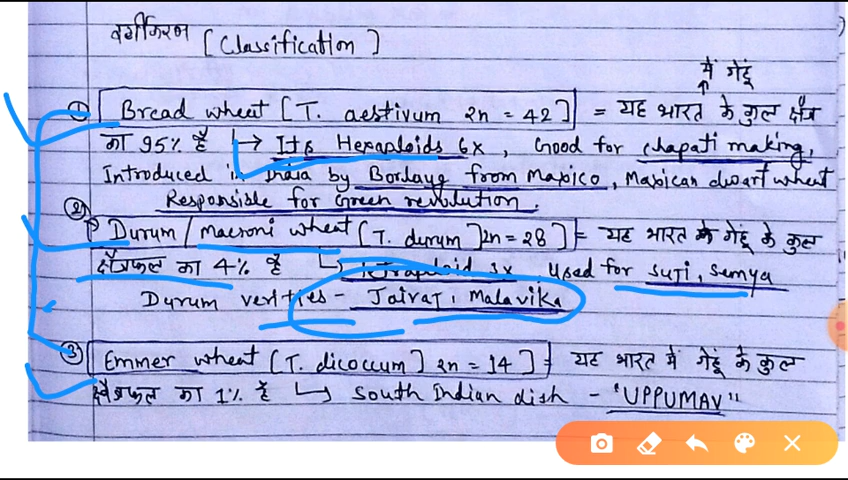 वर्गीकरण [Classification]
में गेहूं
① Bread wheat [T. aestivum 2n = 42] = यह भारत के कुल क्षेत्र
का 95% है → Its Hexaploids 6x, Good for chapati making,
Introduced in India by Borlaug from Maxico, Maxican dwarf wheat
Responsible for Green revolution.
② Durum / Macroni wheat [T. durum] 2n = 28] = यह भारत के गेहू के कुल
क्षेत्रफल का 4% है used for suji, semya
Durum verities - Jairaj, Malavika
③ Emmer wheat [T. dicoccum] 2n = 14] = यह भारत में गेहूं के कुल
क्षेत्रफल का 1% है → South Indian dish - "UPPUMAV"